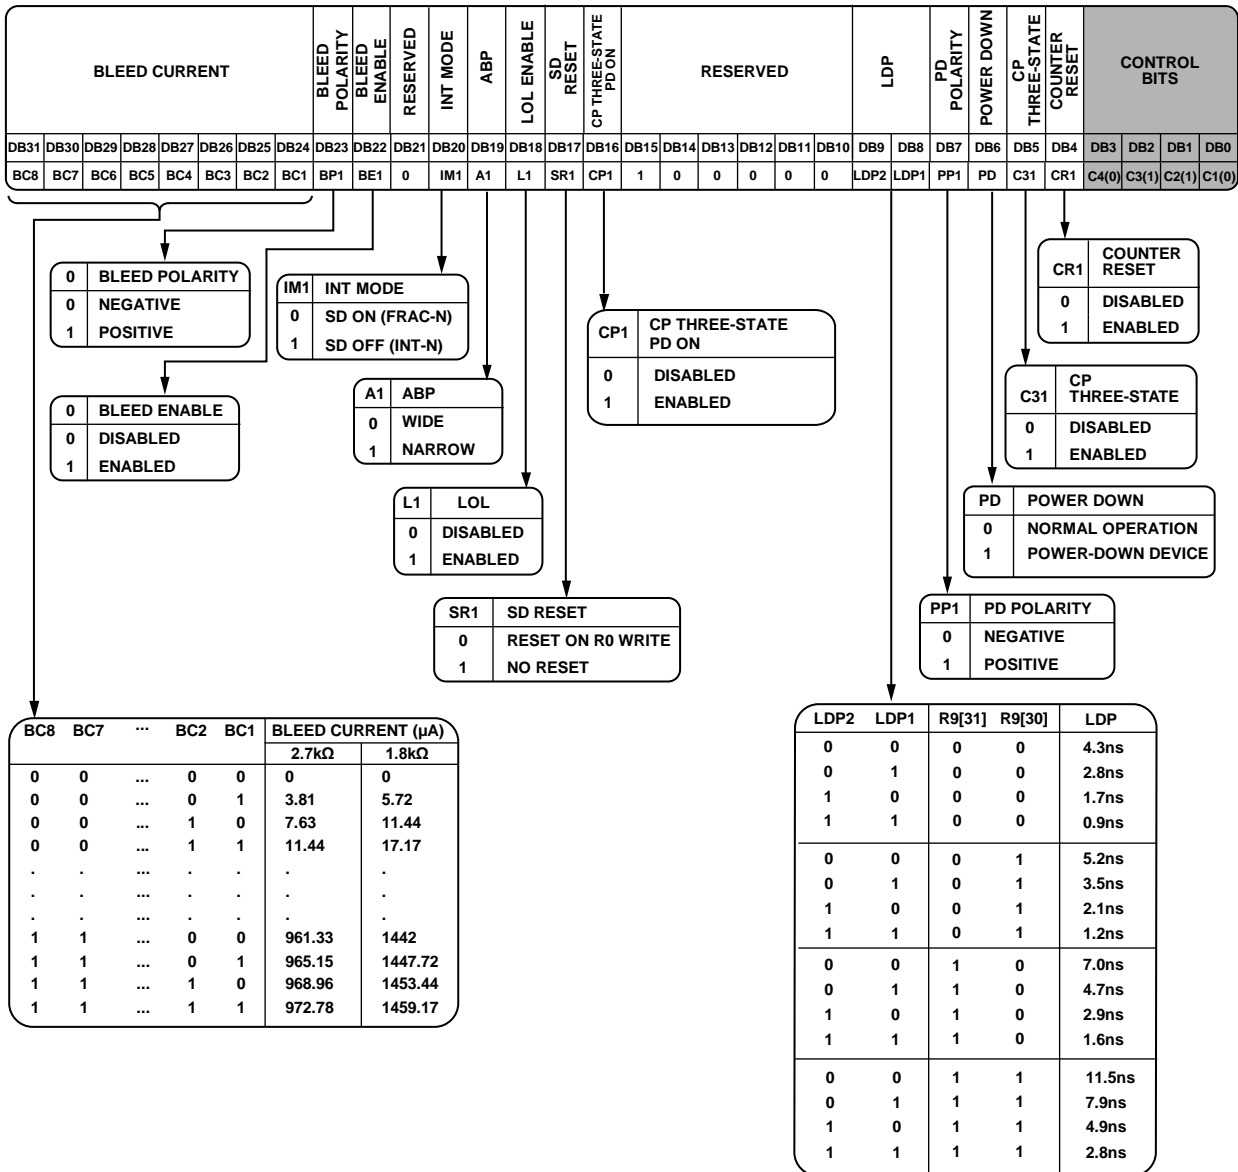 BLEED CURRENT BLEED POLARITY BLEED ENABLE RESERVED INT MODE ABP LOL ENABLE SD RESET CP THREE-STATE PD ON RESERVED LDP PD POLARITY POWER DOWN CP THREE-STATE COUNTER RESET CONTROL BITS
DB31 DB30 DB29 DB28 DB27 DB26 DB25 DB24 DB23 DB22 DB21 DB20 DB19 DB18 DB17 DB16 DB15 DB14 DB13 DB12 DB11 DB10 DB9 DB8 DB7 DB6 DB5 DB4 DB3 DB2 DB1 DB0
BC8 BC7 BC6 BC5 BC4 BC3 BC2 BC1 BP1 BE1 0 IM1 A1 L1 SR1 CP1 1 0 0 0 0 0 LDP2 LDP1 PP1 PD C31 CR1 C4(0) C3(1) C2(1) C1(0)
0 BLEED POLARITY
0 NEGATIVE
1 POSITIVE
IM1 INT MODE
0 SD ON (FRAC-N)
1 SD OFF (INT-N)
CP1 CP THREE-STATE PD ON
0 DISABLED
1 ENABLED
CR1 COUNTER RESET
0 DISABLED
1 ENABLED
0 BLEED ENABLE
0 DISABLED
1 ENABLED
A1 ABP
0 WIDE
1 NARROW
C31 CP THREE-STATE
0 DISABLED
1 ENABLED
L1 LOL
0 DISABLED
1 ENABLED
PD POWER DOWN
0 NORMAL OPERATION
1 POWER-DOWN DEVICE
SR1 SD RESET
0 RESET ON R0 WRITE
1 NO RESET
PP1 PD POLARITY
0 NEGATIVE
1 POSITIVE
BC8 BC7 ... BC2 BC1 BLEED CURRENT (µA)
2.7kΩ 1.8kΩ
0 0 ... 0 0 0 0
0 0 ... 0 1 3.81 5.72
0 0 ... 1 0 7.63 11.44
0 0 ... 1 1 11.44 17.17
. . ... . . . .
. . ... . . . .
. . ... . . . .
1 1 ... 0 0 961.33 1442
1 1 ... 0 1 965.15 1447.72
1 1 ... 1 0 968.96 1453.44
1 1 ... 1 1 972.78 1459.17
LDP2 LDP1 R9[31] R9[30] LDP
0 0 0 0 4.3ns
0 1 0 0 2.8ns
1 0 0 0 1.7ns
1 1 0 0 0.9ns
0 0 0 1 5.2ns
0 1 0 1 3.5ns
1 0 0 1 2.1ns
1 1 0 1 1.2ns
0 0 1 0 7.0ns
0 1 1 0 4.7ns
1 0 1 0 2.9ns
1 1 1 0 1.6ns
0 0 1 1 11.5ns
0 1 1 1 7.9ns
1 0 1 1 4.9ns
1 1 1 1 2.8ns